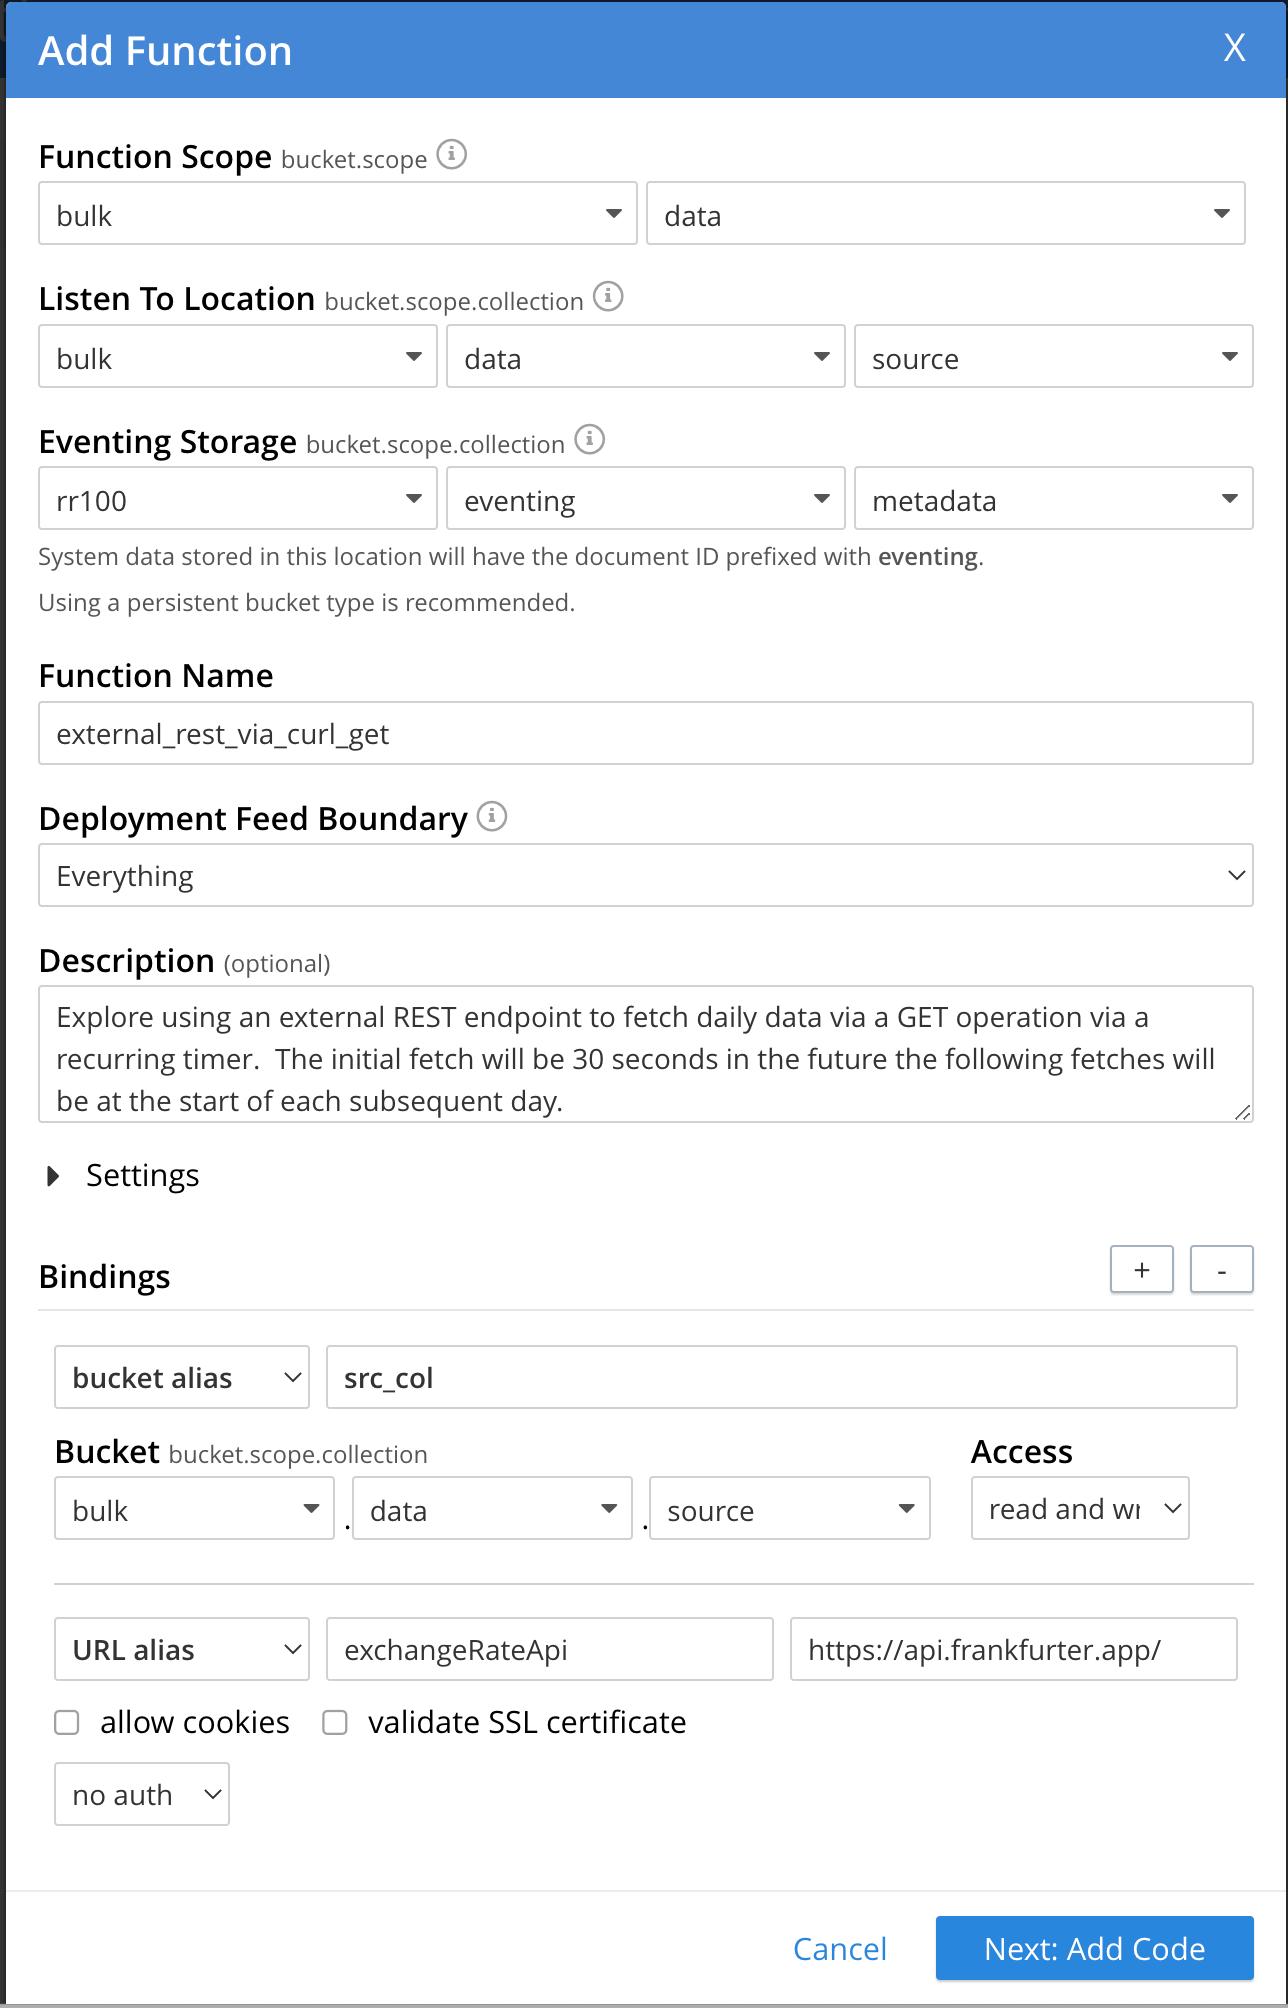 Add Function X
Function Scope bucket.scope
bulk data
Listen To Location bucket.scope.collection
bulk data source
Eventing Storage bucket.scope.collection
rr100 eventing metadata
System data stored in this location will have the document ID prefixed with eventing.
Using a persistent bucket type is recommended.
Function Name
external_rest_via_curl_get
Deployment Feed Boundary
Everything
Description (optional)
Explore using an external REST endpoint to fetch daily data via a GET operation via a
recurring timer.  The initial fetch will be 30 seconds in the future the following fetches will
be at the start of each subsequent day.
Settings
Bindings + -
bucket alias src_col
Bucket bucket.scope.collection Access
bulk . data . source read and wr
URL alias exchangeRateApi https://api.frankfurter.app/
allow cookies validate SSL certificate
no auth
Cancel Next: Add Code